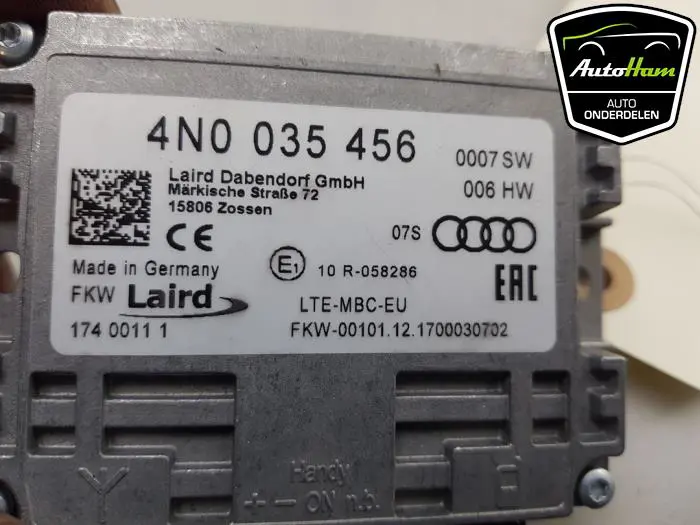 AutoHam
AUTO
ONDERDELEN
4N0 035 456
0007 SW
006 HW
Laird Dabendorf GmbH
Märkische Straße 72
15806 Zossen
CE
07S
Made in Germany
E1 10 R-058286
EAC
FKW Laird
LTE-MBC-EU
174 0011 1
FKW-00101.12.1700030702
Handy
+ − ON n.b.